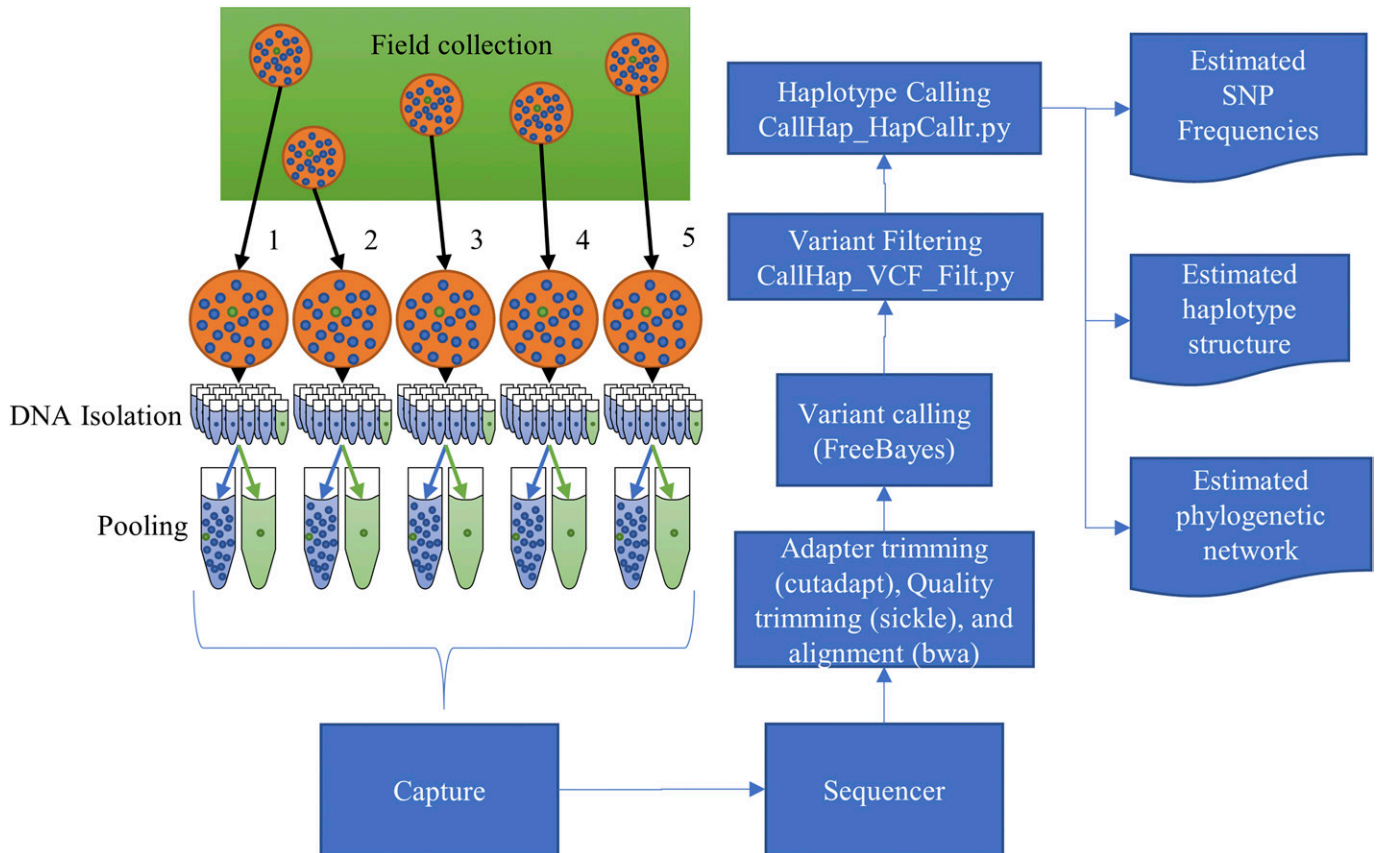 Field collection
1
2
3
4
5
DNA Isolation
Pooling
Capture
Sequencer
Adapter trimming
(cutadapt), Quality
trimming (sickle), and
alignment (bwa)
Variant calling
(FreeBayes)
Variant Filtering
CallHap_VCF_Filt.py
Haplotype Calling
CallHap_HapCallr.py
Estimated
SNP
Frequencies
Estimated
haplotype
structure
Estimated
phylogenetic
network